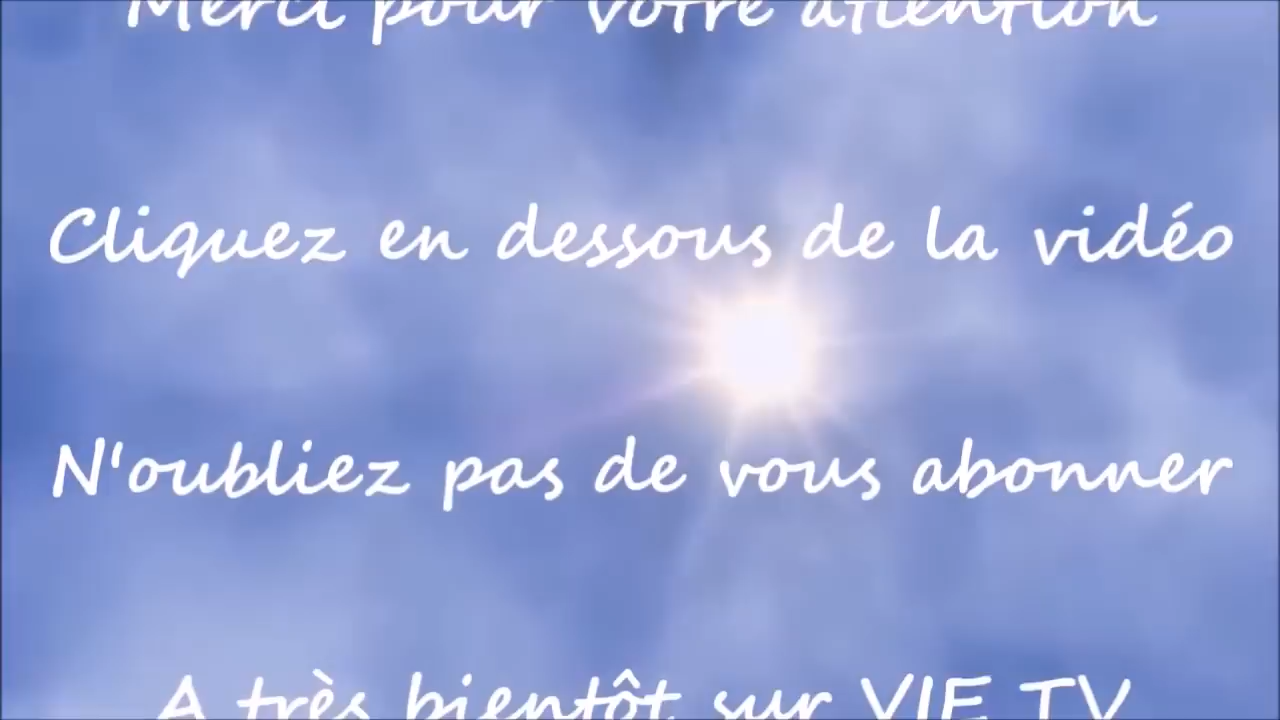 Merci pour votre attention
Cliquez en dessous de la vidéo
N'oubliez pas de vous abonner
A très bientôt sur VIE TV